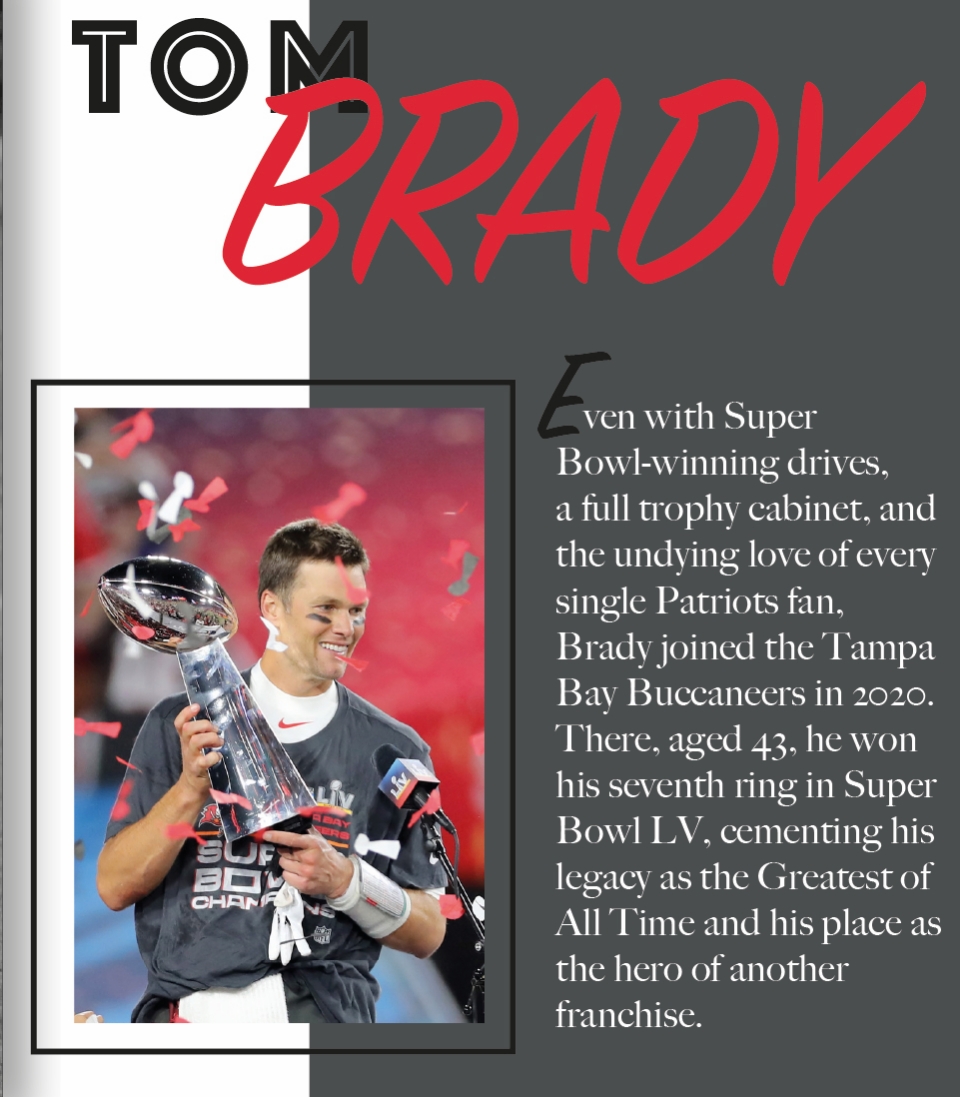 TOM
BRADY
Even with Super
Bowl-winning drives,
a full trophy cabinet, and
the undying love of every
single Patriots fan,
Brady joined the Tampa
Bay Buccaneers in 2020.
There, aged 43, he won
his seventh ring in Super
Bowl LV, cementing his
legacy as the Greatest of
All Time and his place as
the hero of another
franchise.
LV
LIV
NFL